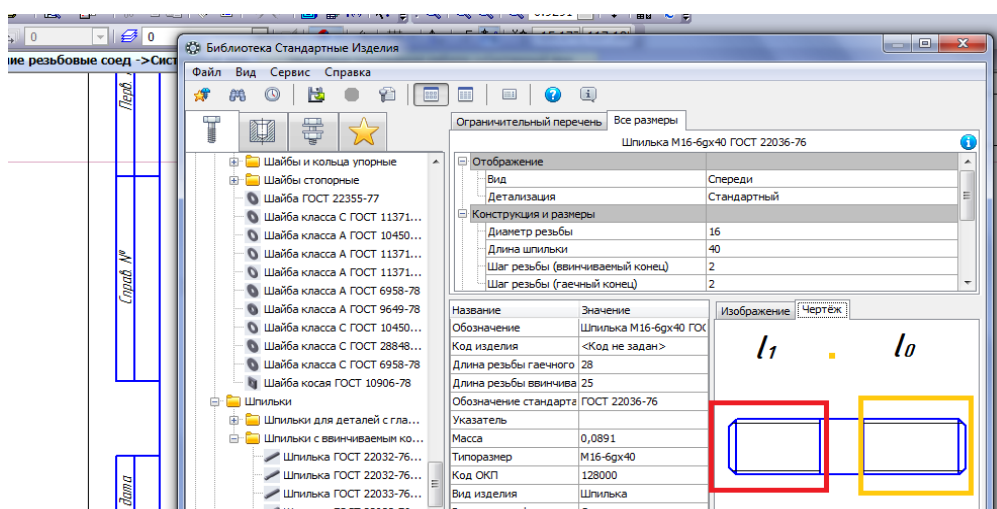 0
0
ние резьбовые соед ->Сист
Библиотека Стандартные Изделия
Файл Вид Сервис Справка
Перв.
Справ. №
дата
Шайбы и кольца упорные
Шайбы стопорные
Шайба ГОСТ 22355-77
Шайба класса C ГОСТ 11371...
Шайба класса A ГОСТ 10450...
Шайба класса A ГОСТ 11371...
Шайба класса A ГОСТ 11371...
Шайба класса A ГОСТ 6958-78
Шайба класса A ГОСТ 9649-78
Шайба класса C ГОСТ 10450...
Шайба класса C ГОСТ 28848...
Шайба класса C ГОСТ 6958-78
Шайба косая ГОСТ 10906-78
Шпильки
Шпильки для деталей с гла...
Шпильки с ввинчиваемым ко...
Шпилька ГОСТ 22032-76...
Шпилька ГОСТ 22032-76...
Шпилька ГОСТ 22033-76...
Ограничительный перечень Все размеры
Шпилька M16-6gx40 ГОСТ 22036-76
Отображение
Вид Спереди
Детализация Стандартный
Конструкция и размеры
Диаметр резьбы 16
Длина шпильки 40
Шаг резьбы (ввинчиваемый конец) 2
Шаг резьбы (гаечный конец) 2
Название Значение
Обозначение Шпилька M16-6gx40 ГОС
Код изделия <Код не задан>
Длина резьбы гаечного 28
Длина резьбы ввинчива 25
Обозначение стандарта ГОСТ 22036-76
Указатель
Масса 0,0891
Типоразмер M16-6gx40
Код ОКП 128000
Вид изделия Шпилька
Изображение Чертёж
l1 l0